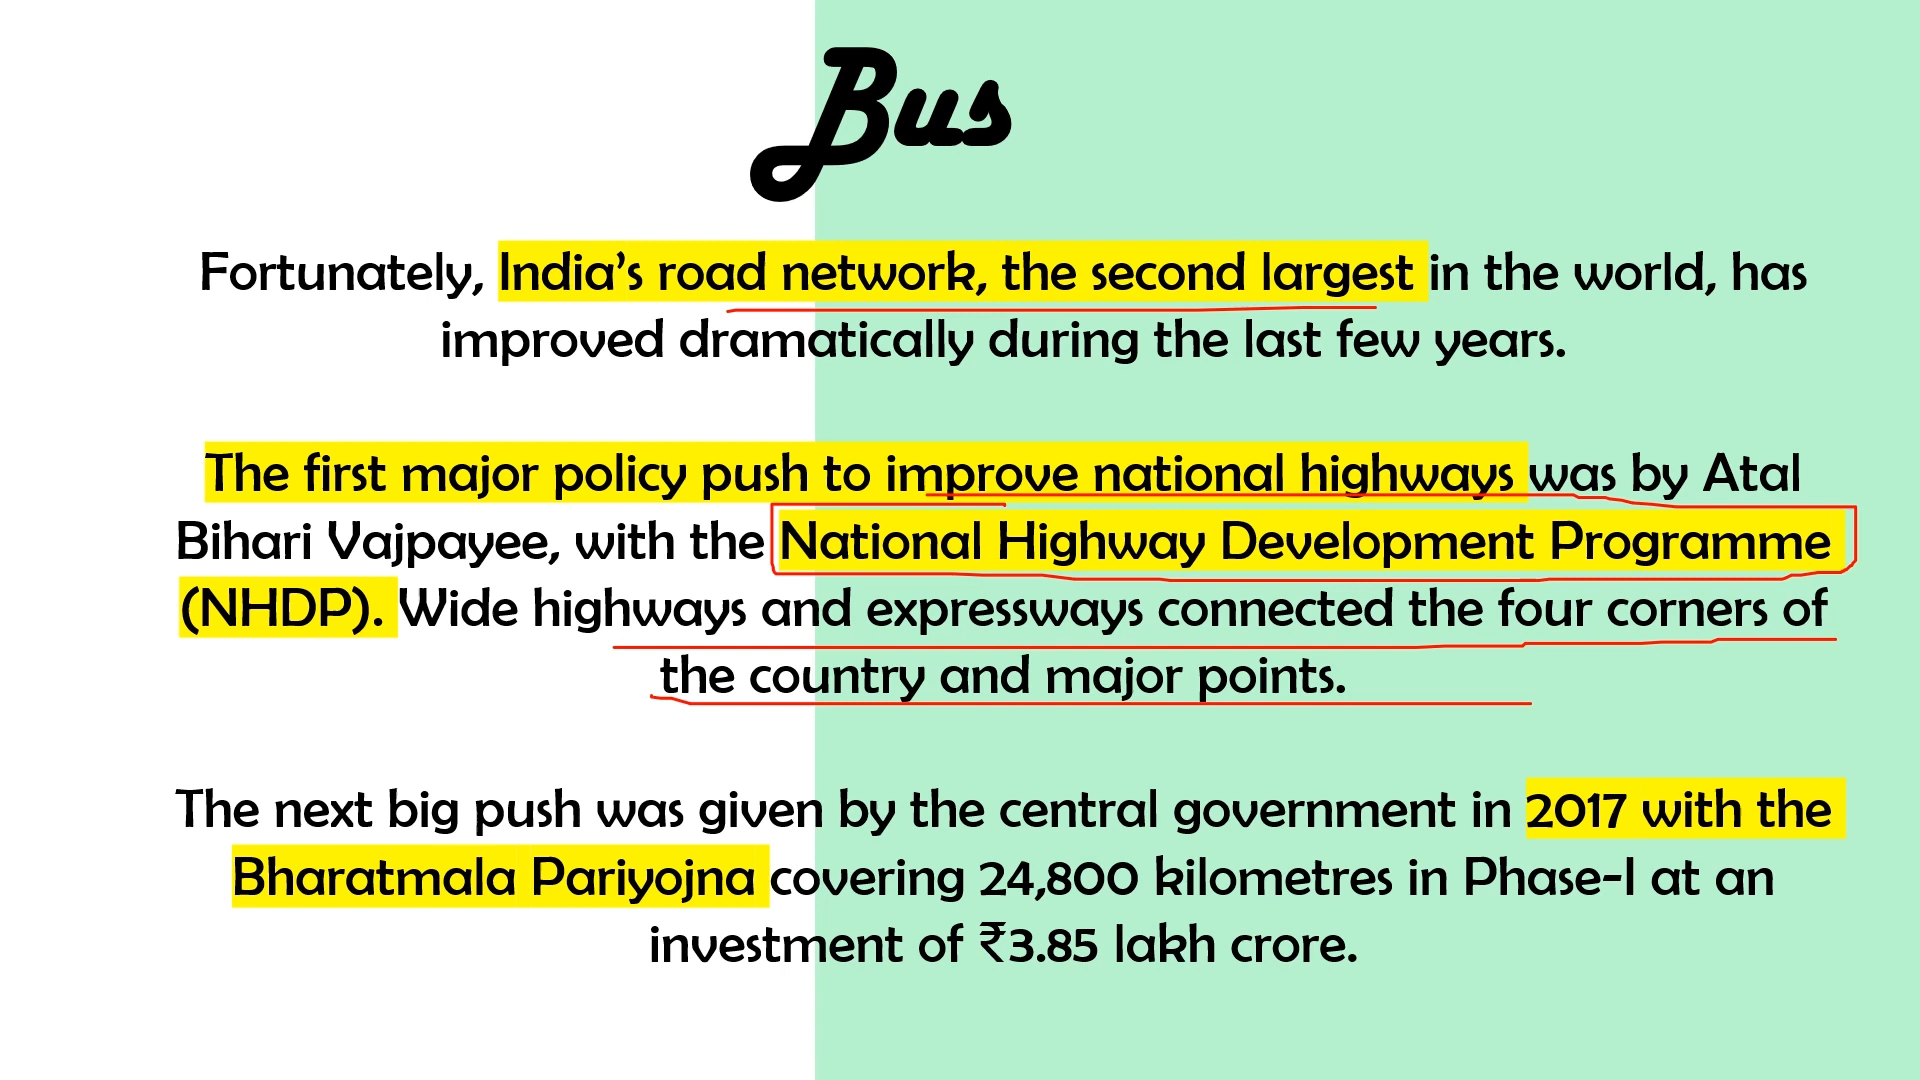 Bus
Fortunately, India’s road network, the second largest in the world, has
improved dramatically during the last few years.
The first major policy push to improve national highways was by Atal
Bihari Vajpayee, with the National Highway Development Programme
(NHDP). Wide highways and expressways connected the four corners of
the country and major points.
The next big push was given by the central government in 2017 with the
Bharatmala Pariyojna covering 24,800 kilometres in Phase-I at an
investment of ₹3.85 lakh crore.